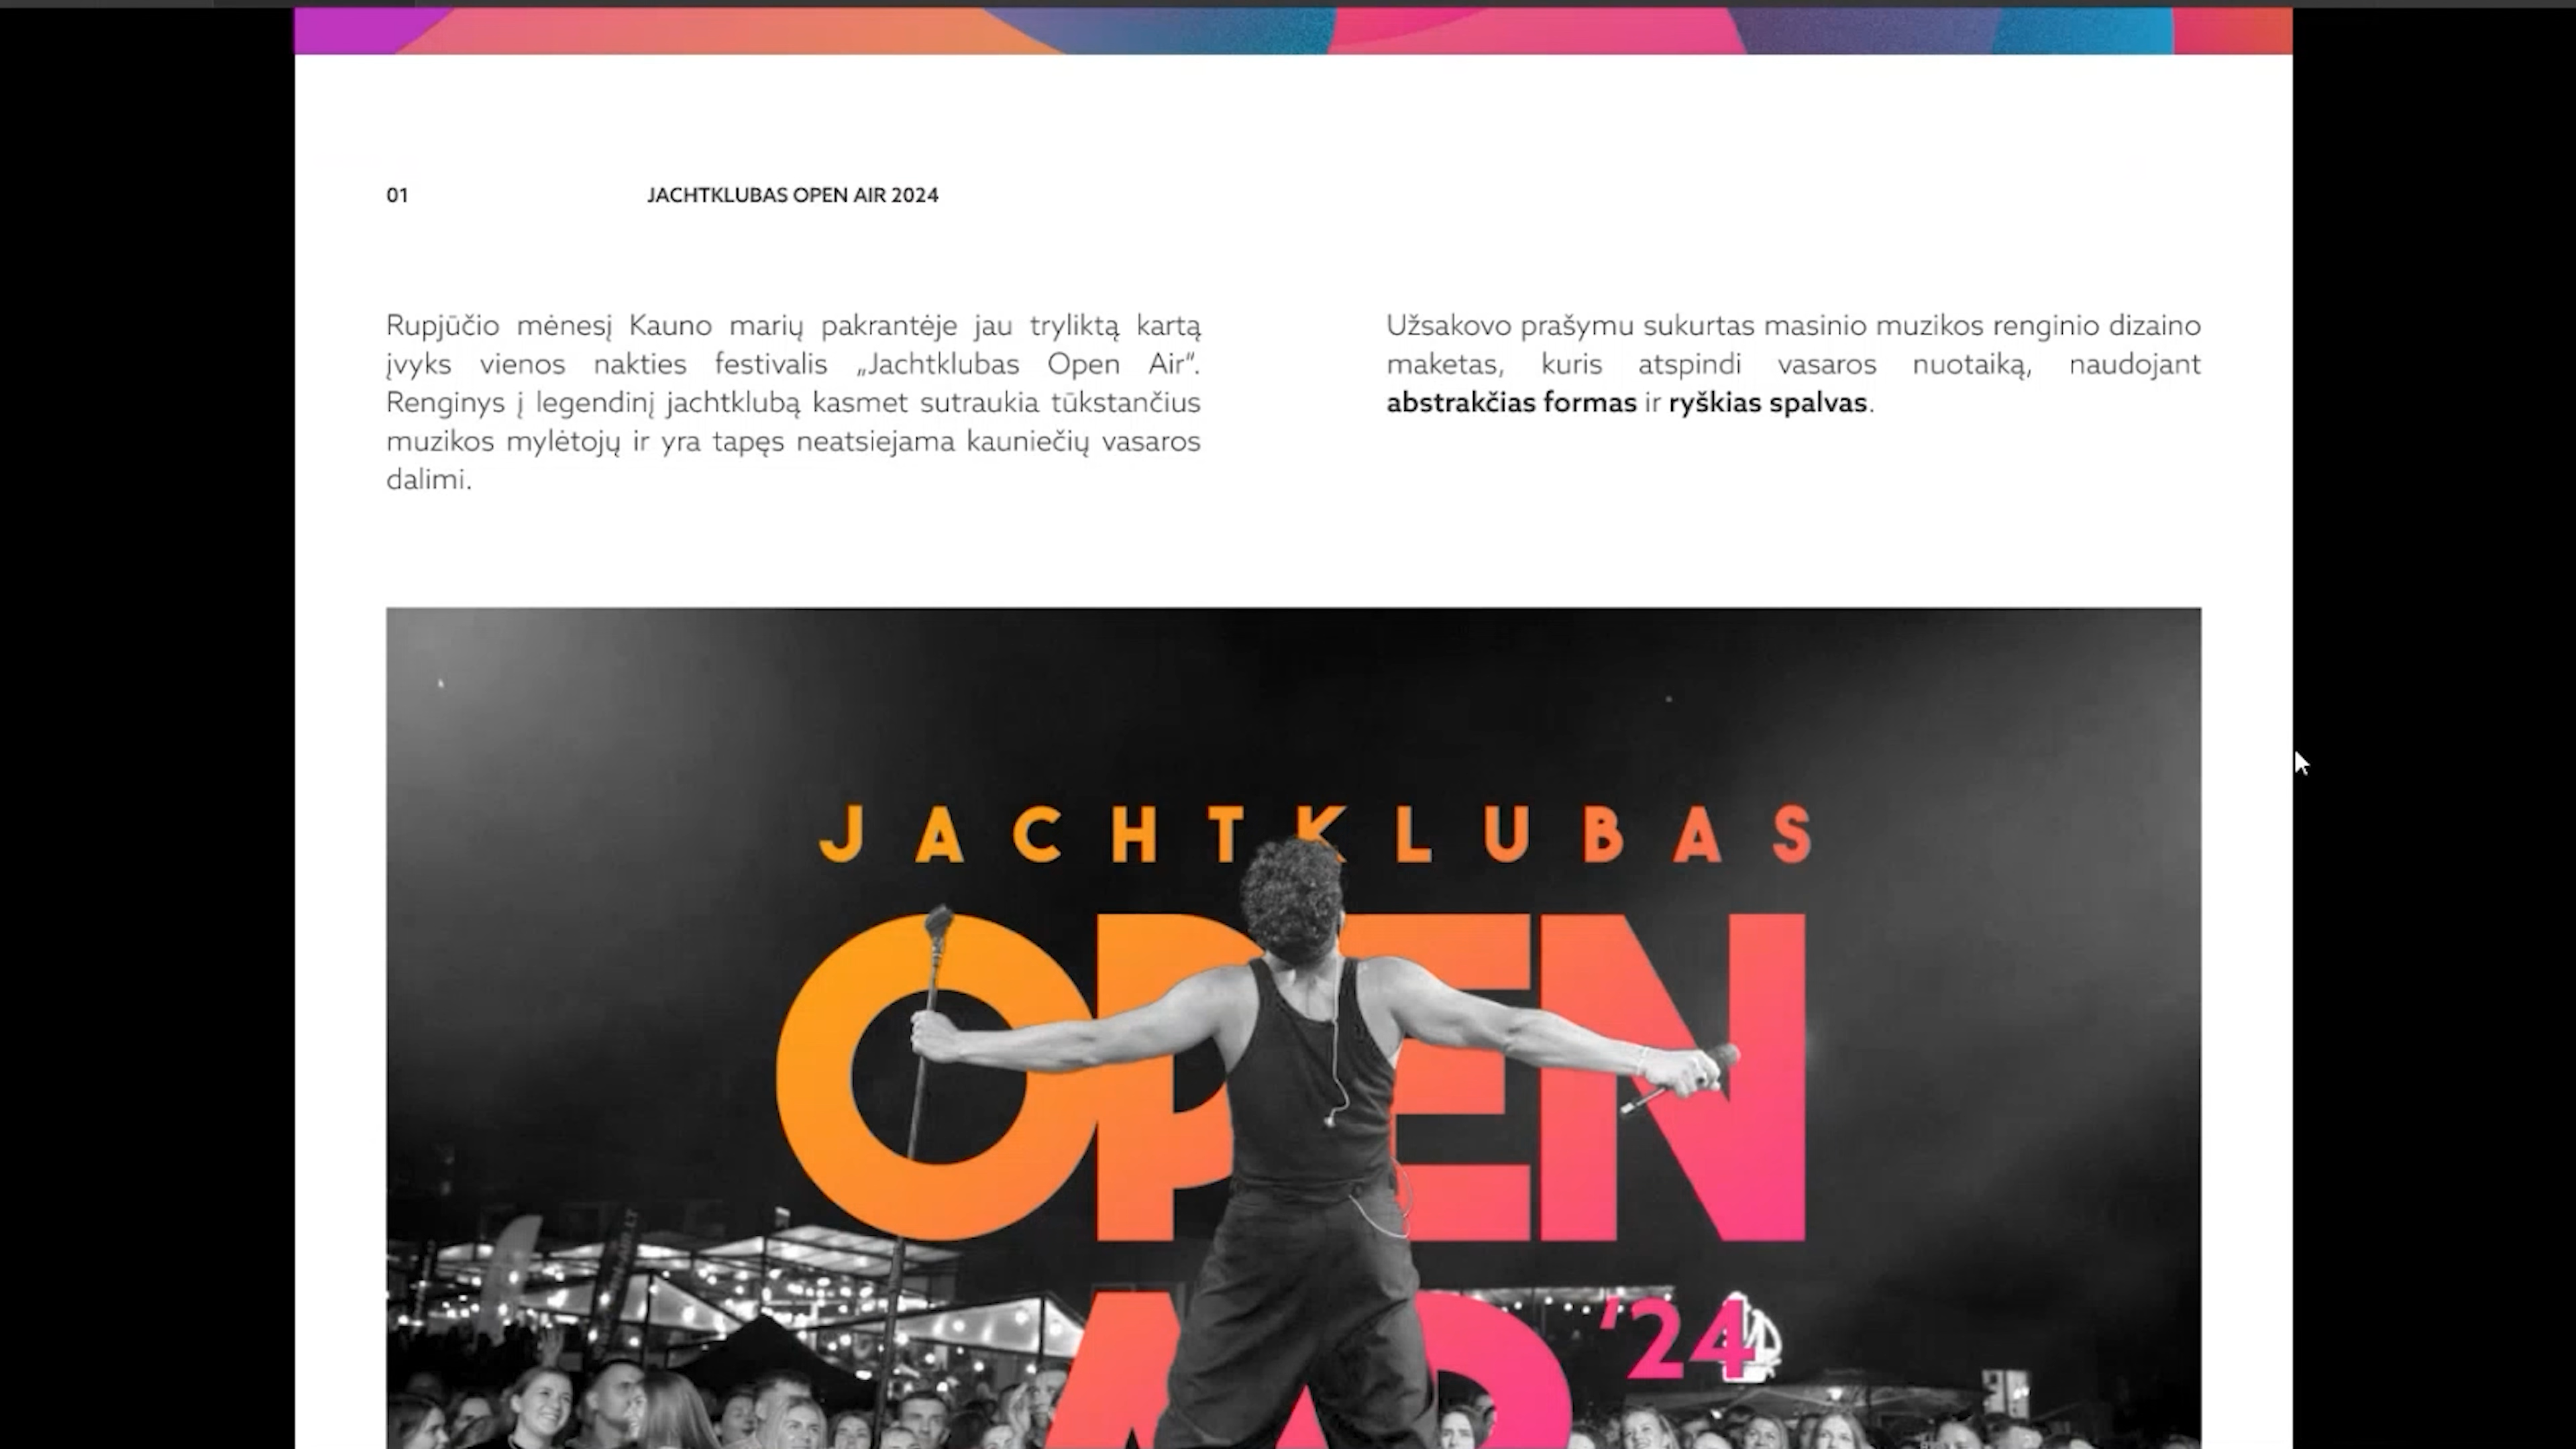 01
JACHTKLUBAS OPEN AIR 2024
Rupjūčio mėnesį Kauno marių pakrantėje jau tryliktą kartą
įvyks vienos nakties festivalis „Jachtklubas Open Air“.
Renginys į legendinį jachtklubą kasmet sutraukia tūkstančius
muzikos mylėtojų ir yra tapęs neatsiejama kauniečių vasaros
dalimi.
Užsakovo prašymu sukurtas masinio muzikos renginio dizaino
maketas, kuris atspindi vasaros nuotaiką, naudojant
abstrakčias formas ir ryškias spalvas.
JACHTKLUBAS
OPEN
'24